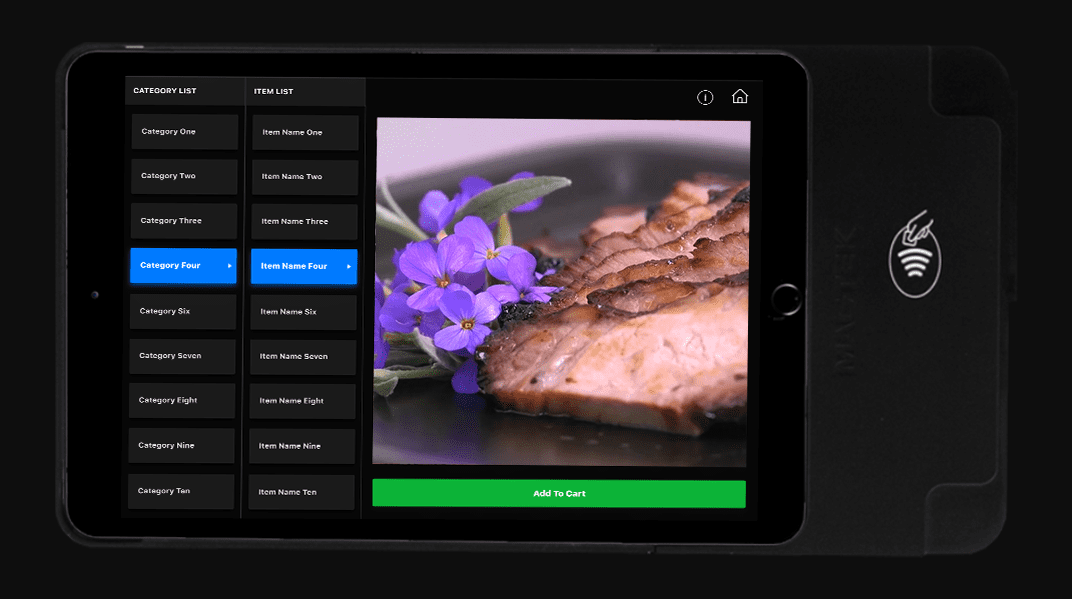 CATEGORY LIST
ITEM LIST
Category One
Item Name One
Category Two
Item Name Two
Category Three
Item Name Three
Category Four
Item Name Four
Category Six
Item Name Six
Category Seven
Item Name Seven
Category Eight
Item Name Eight
Category Nine
Item Name Nine
Category Ten
Item Name Ten
Add To Cart
MAGTEK